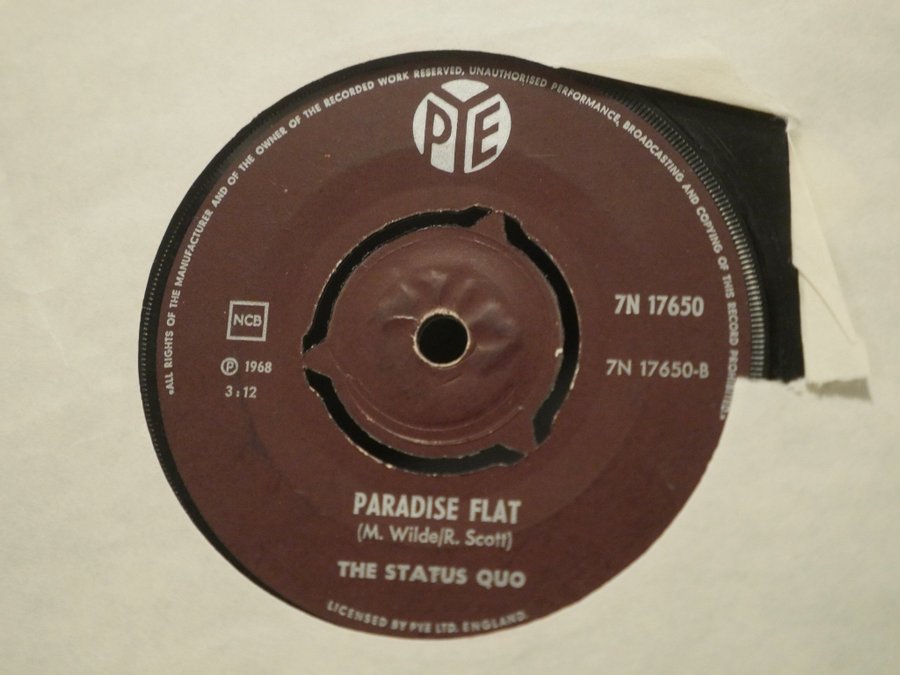 •ALL RIGHTS OF THE MANUFACTURER AND OF THE OWNER OF THE RECORDED WORK RESERVED, UNAUTHORISED PERFORMANCE, BROADCASTING AND COPYING OF THIS RECORD PROHIBITED
PYE
NCB
Ⓟ 1968
3:12
7N 17650
7N 17650-B
PARADISE FLAT
(M. Wilde/R. Scott)
THE STATUS QUO
LICENSED BY PYE LTD. ENGLAND.